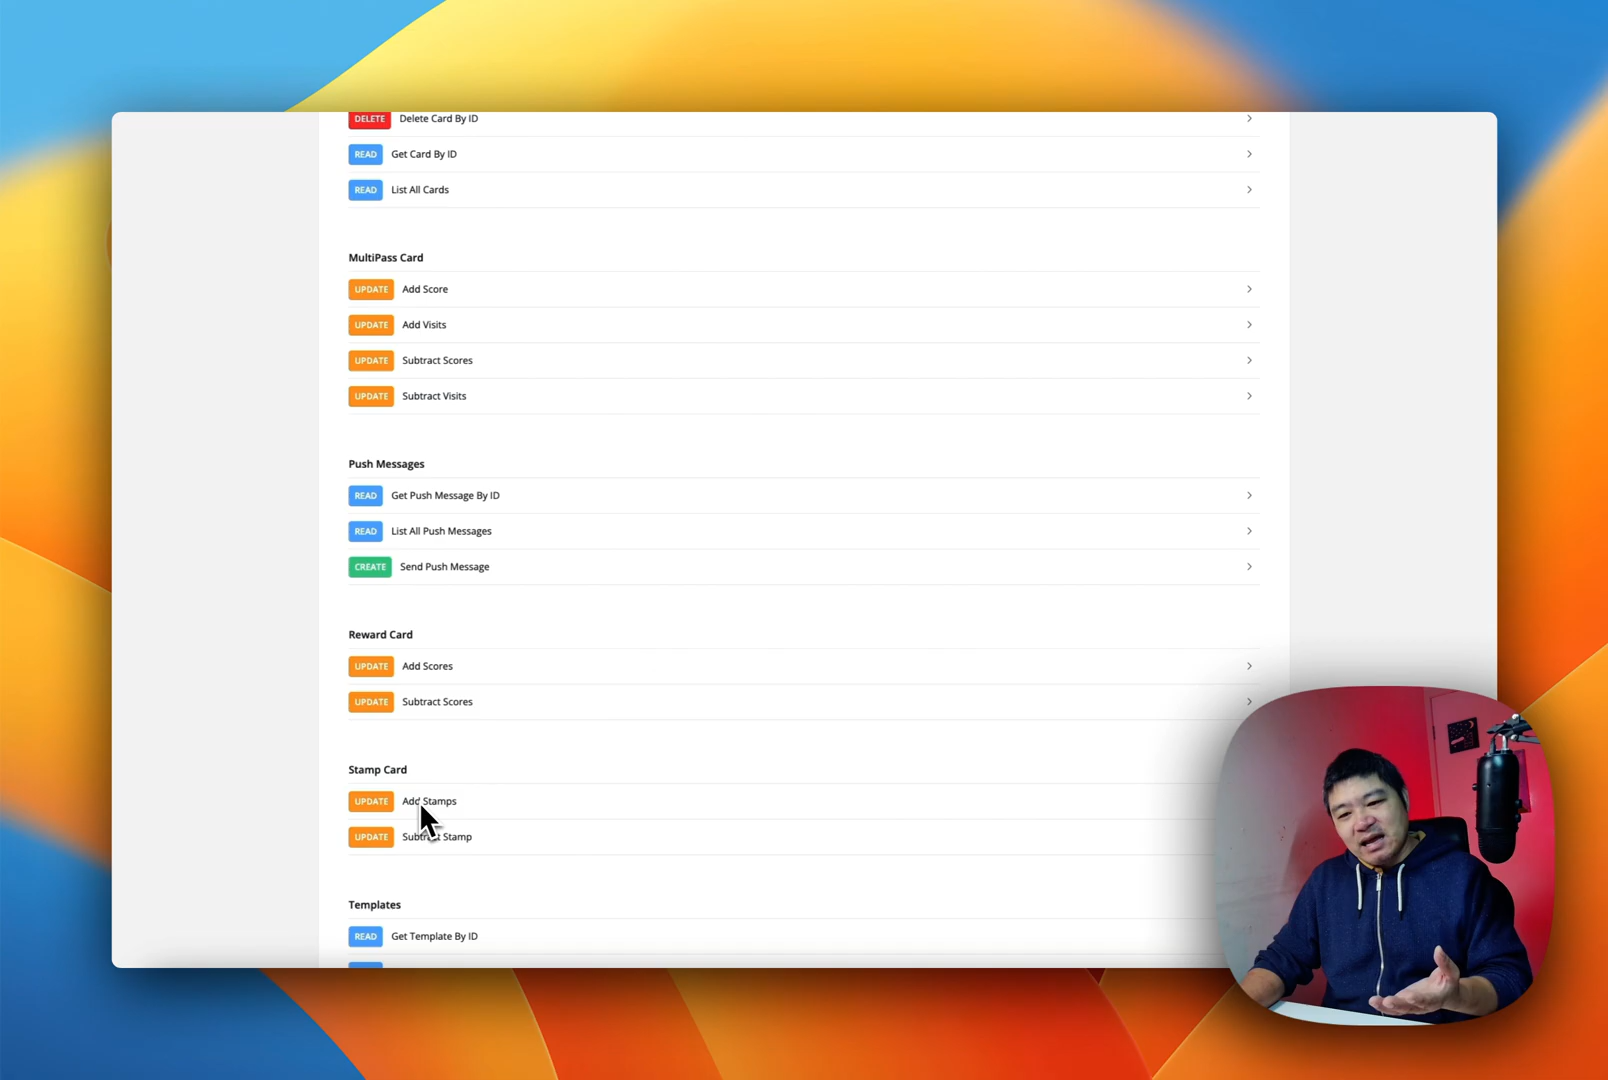 DELETE Delete Card By ID
READ Get Card By ID
READ List All Cards
MultiPass Card
UPDATE Add Score
UPDATE Add Visits
UPDATE Subtract Scores
UPDATE Subtract Visits
Push Messages
READ Get Push Message By ID
READ List All Push Messages
CREATE Send Push Message
Reward Card
UPDATE Add Scores
UPDATE Subtract Scores
Stamp Card
UPDATE Add Stamps
UPDATE Subtract Stamp
Templates
READ Get Template By ID